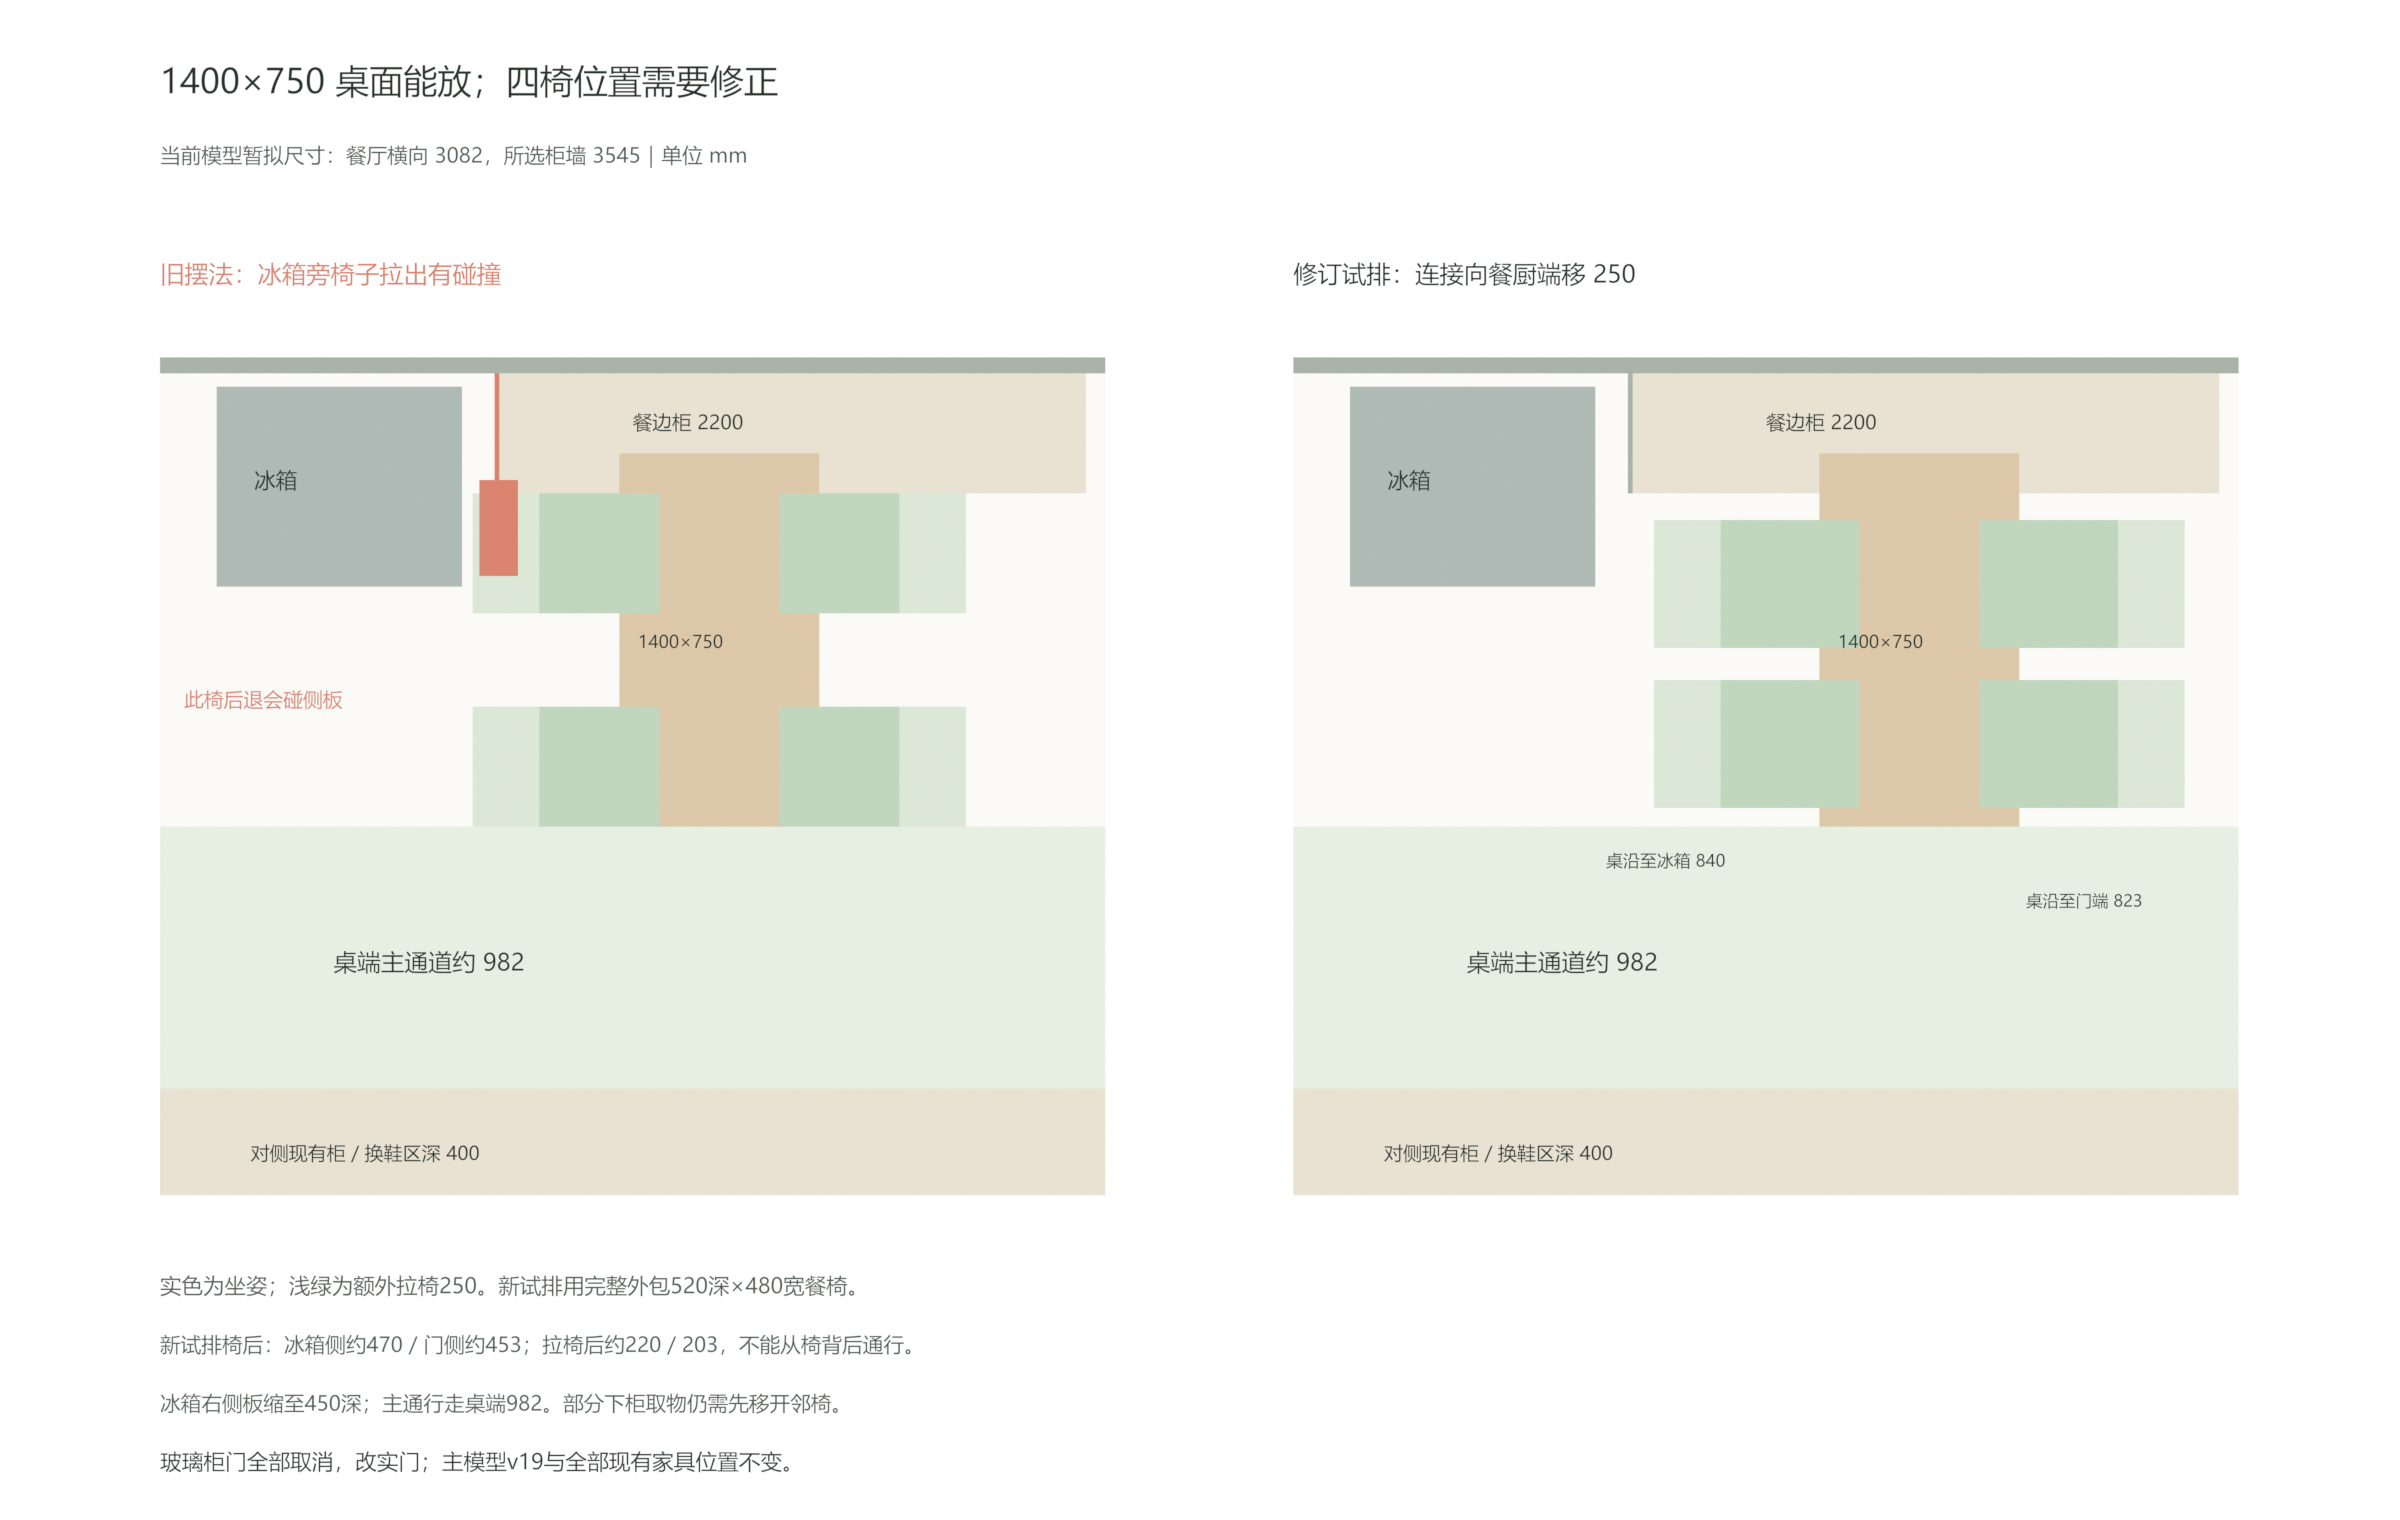 1400×750 桌面能放；四椅位置需要修正
当前模型暂拟尺寸：餐厅横向 3082，所选柜墙 3545 | 单位 mm
旧摆法：冰箱旁椅子拉出有碰撞
餐边柜 2200
冰箱
1400×750
此椅后退会碰侧板
桌端主通道约 982
对侧现有柜 / 换鞋区深 400
修订试排：连接向餐厨端移 250
餐边柜 2200
冰箱
1400×750
桌沿至冰箱 840
桌沿至门端 823
桌端主通道约 982
对侧现有柜 / 换鞋区深 400
实色为坐姿；浅绿为额外拉椅250。新试排用完整外包520深×480宽餐椅。
新试排椅后：冰箱侧约470 / 门侧约453；拉椅后约220 / 203，不能从椅背后通行。
冰箱右侧板缩至450深；主通行走桌端982。部分下柜取物仍需先移开邻椅。
玻璃柜门全部取消，改实门；主模型v19与全部现有家具位置不变。